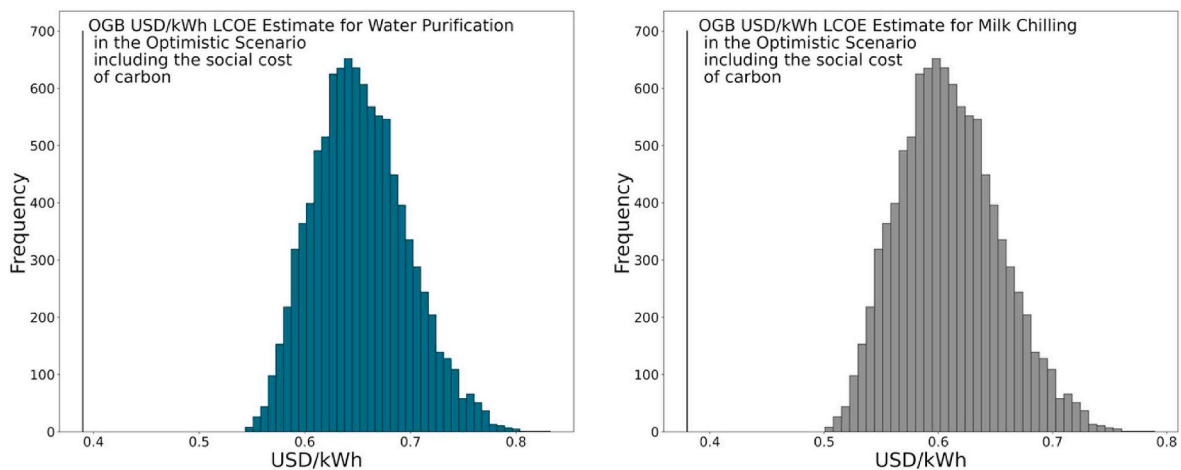 OGB USD/kWh LCOE Estimate for Water Purification
in the Optimistic Scenario
including the social cost
of carbon
700
600
500
400
300
200
100
0
Frequency
0.4 0.5 0.6 0.7 0.8
USD/kWh
OGB USD/kWh LCOE Estimate for Milk Chilling
in the Optimistic Scenario
including the social cost
of carbon
700
600
500
400
300
200
100
0
Frequency
0.4 0.5 0.6 0.7 0.8
USD/kWh